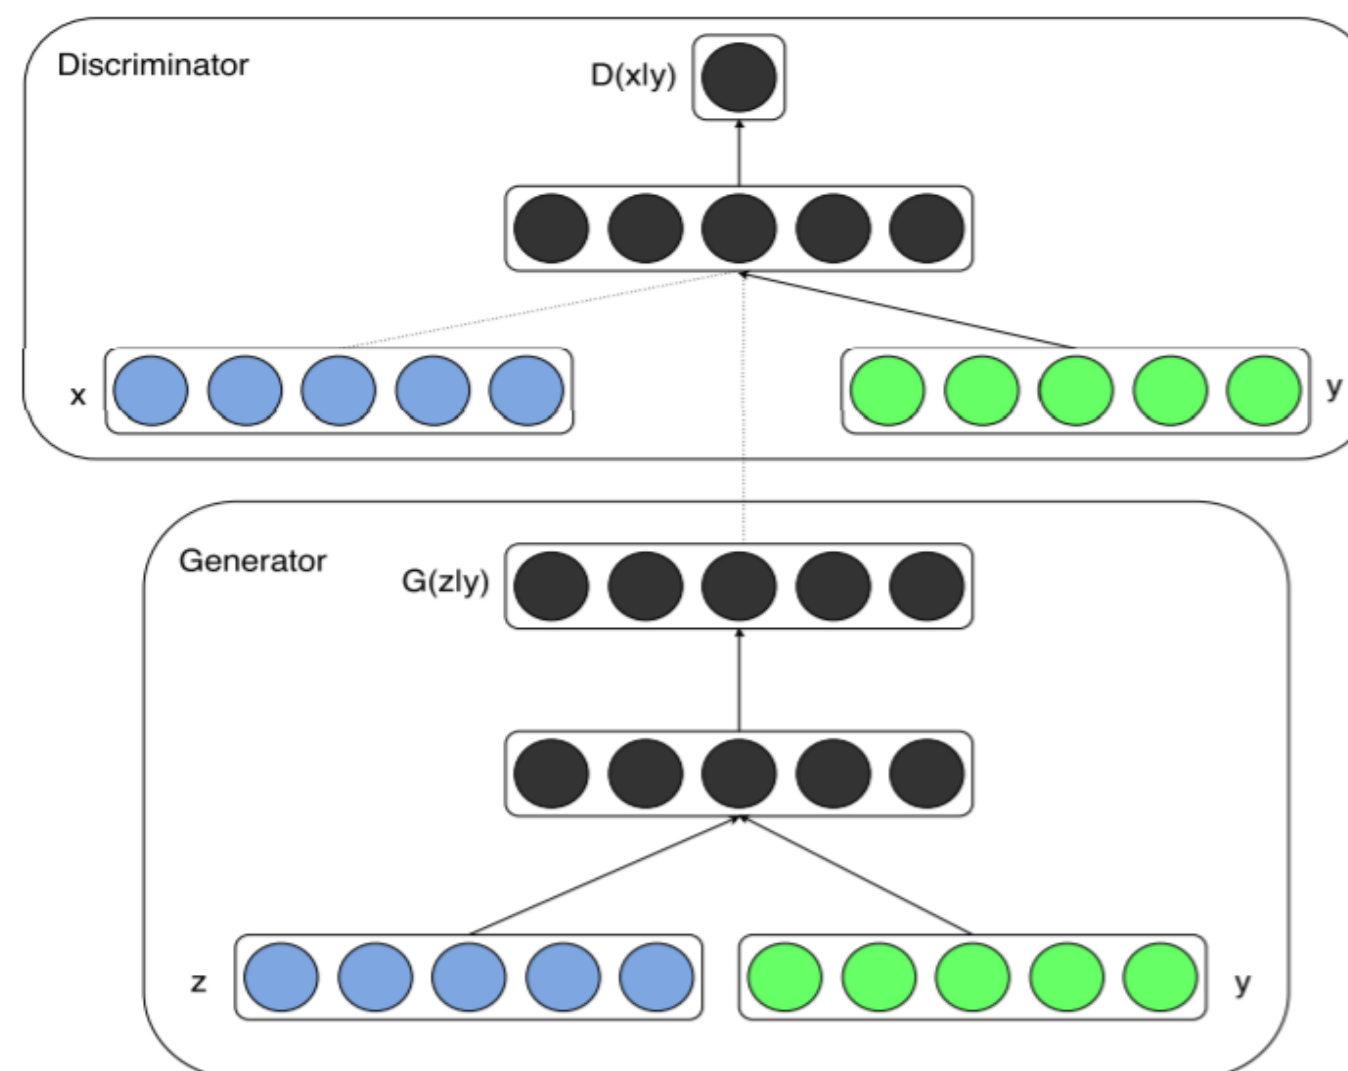 Discriminator
D(x|y)
x
y
Generator
G(z|y)
z
y